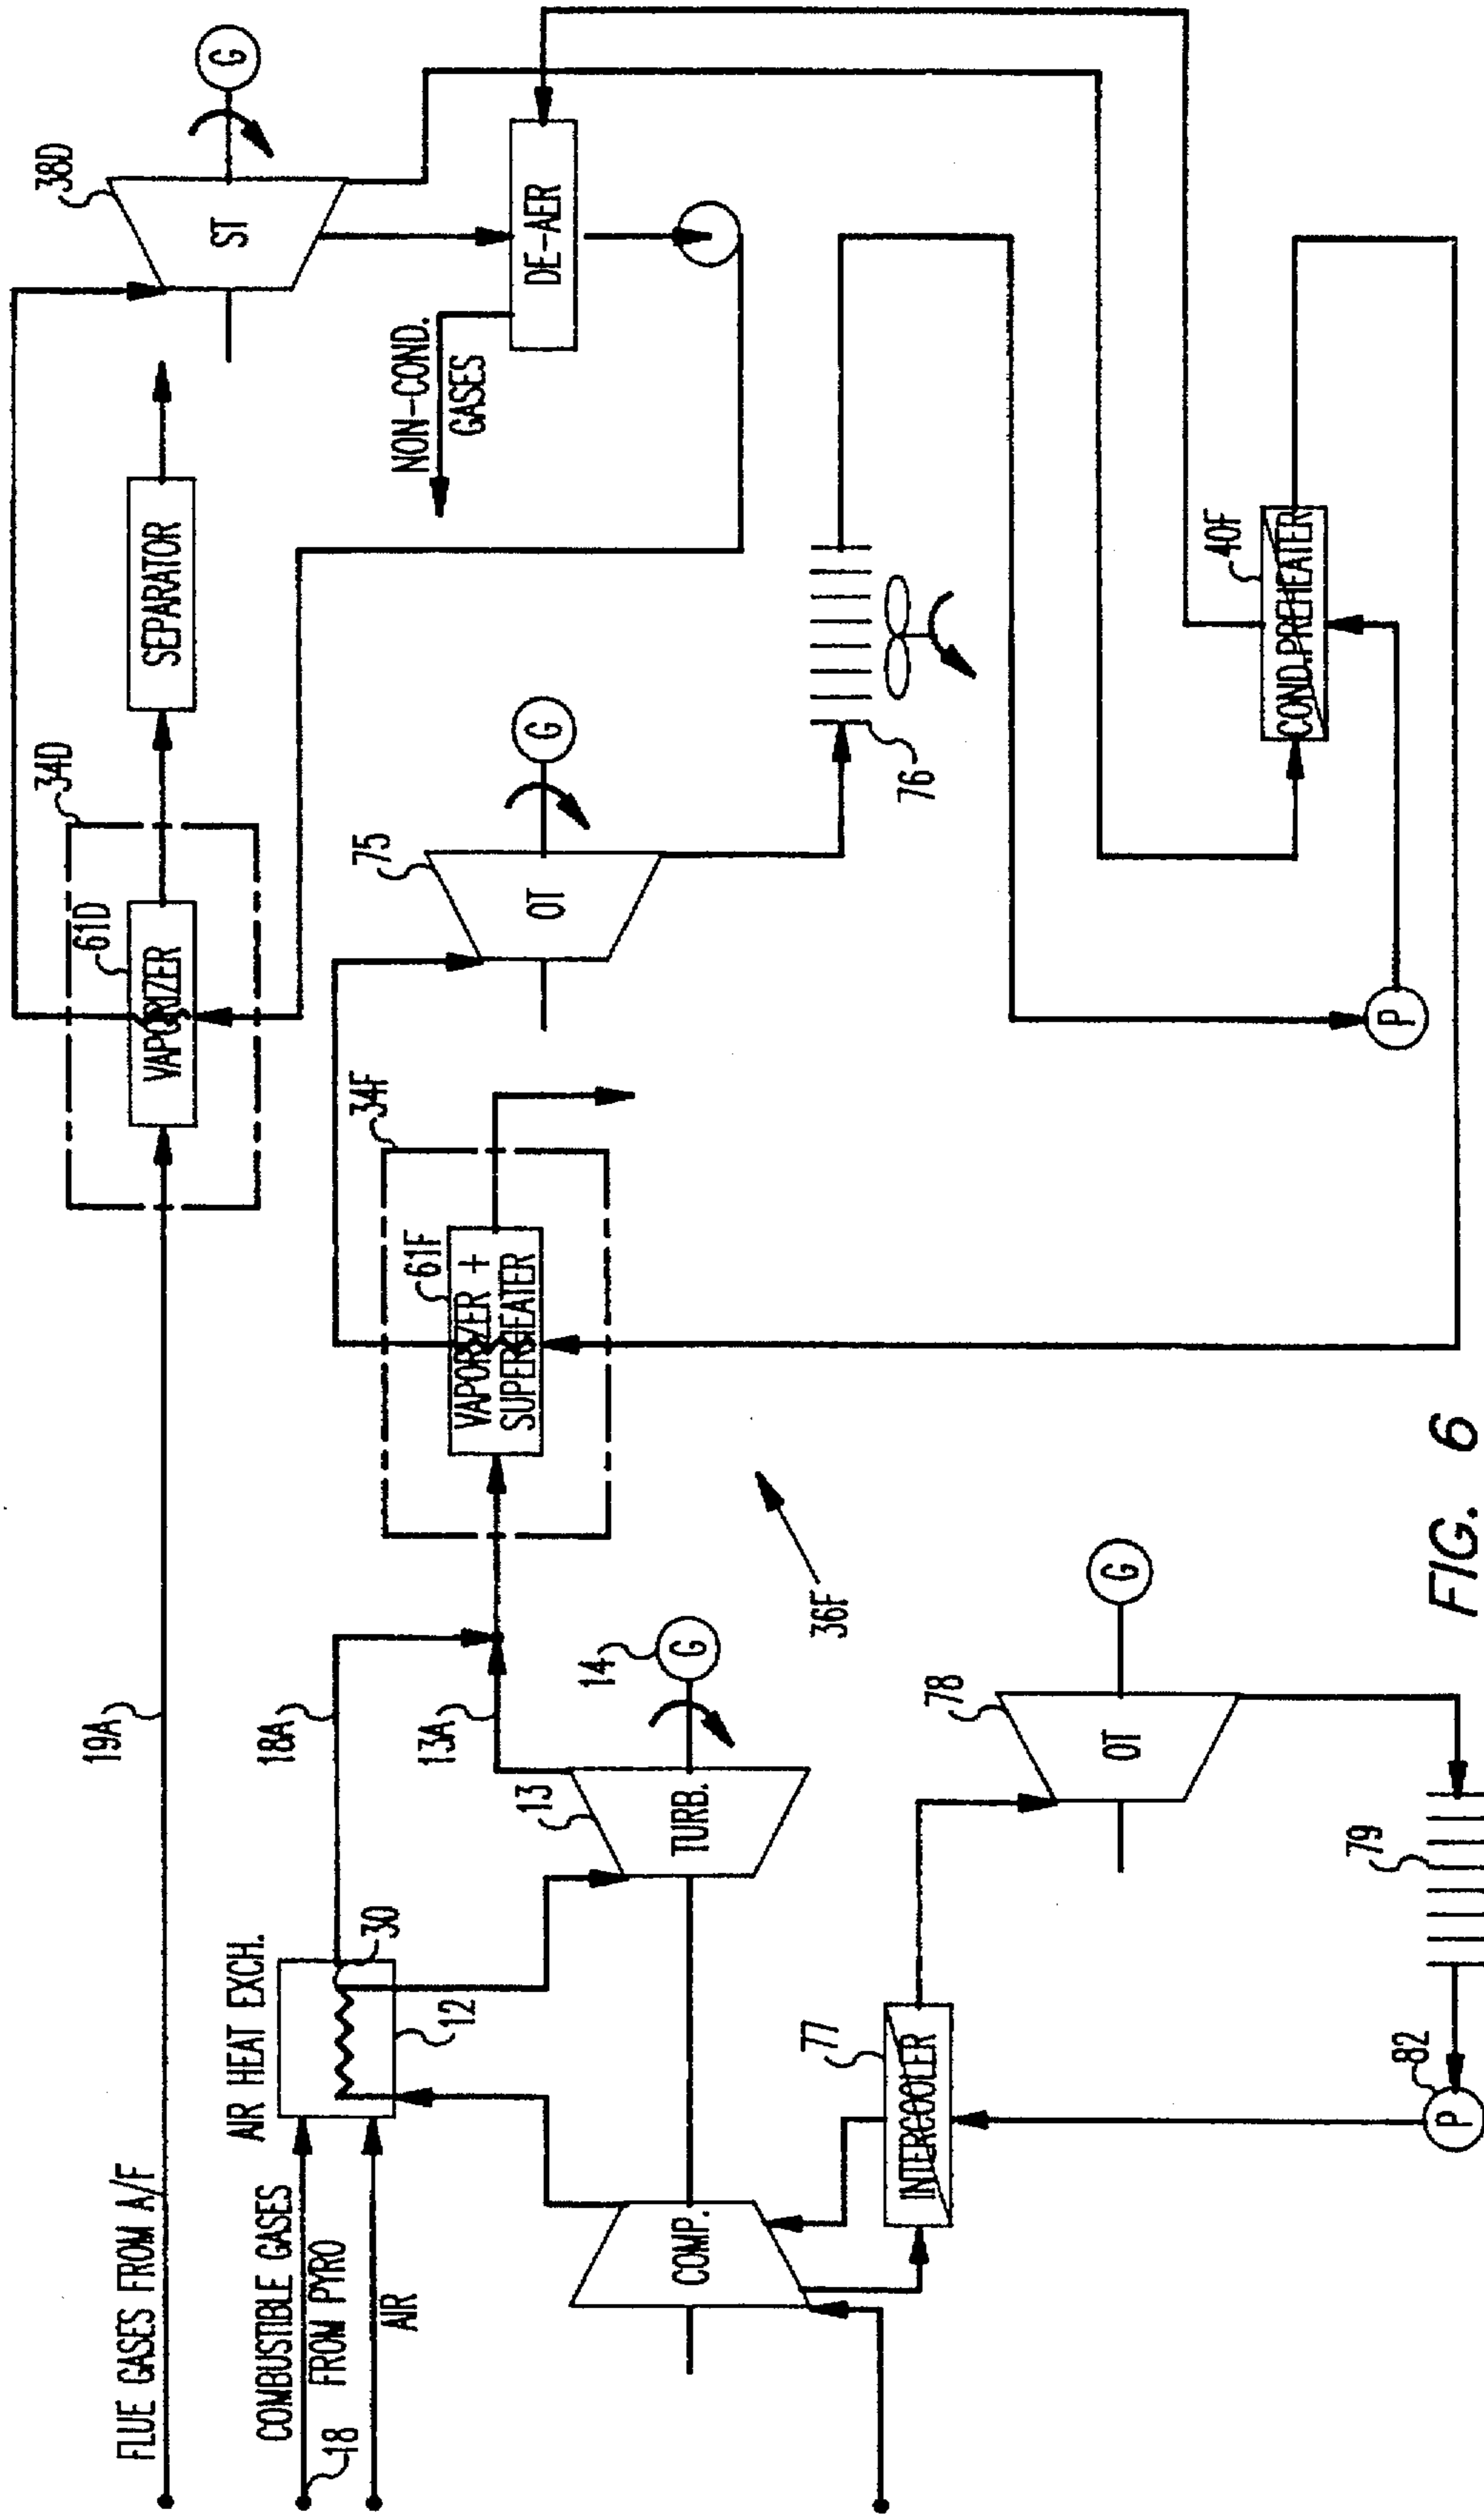 FLUE GASES FROM A/F
19A
61D
VAPORIZER
34D
SEPARATOR
38D
ST
G
COMBUSTIBLE GASES
FROM PYRO
18
AIR
AIR HEAT EXCH.
30
12
18A
13A
13
TURB.
14
G
COMP.
34F
61F
VAPORIZER +
SUPERHEATER
75
OT
G
NON-COND.
GASES
DE-AER
36F
76
77
INTERCOOLER
78
OT
G
79
82
P
P
40F
COND.PREHEATER
FIG. 6